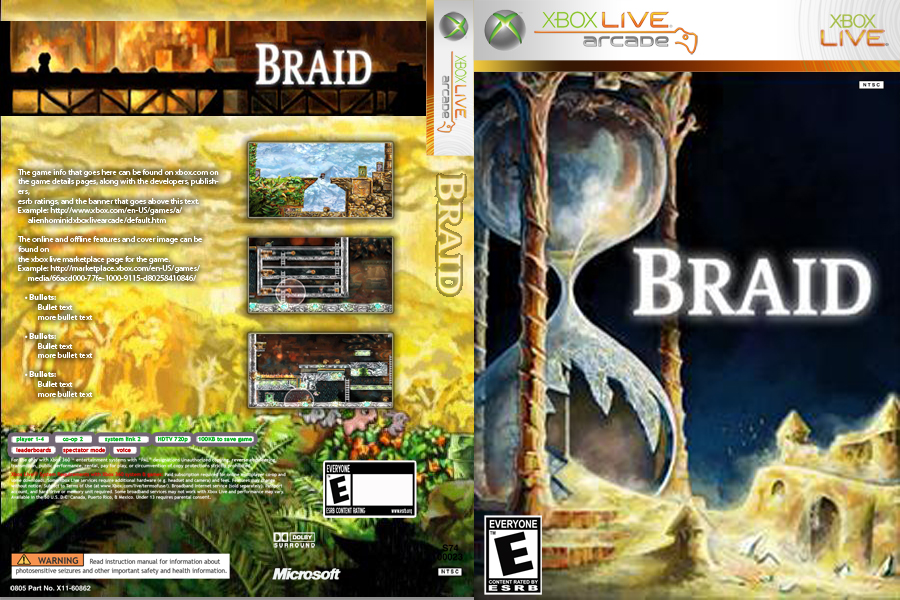 BRAID
The game info that goes here can be found on xbox.com on
the game details pages, along with the developers, publish-
ers,
esrb ratings, and the banner that goes above this text.
Example: http://www.xbox.com/en-US/games/a/
alienhominidxboxlivearcade/default.htm
The online and offline features and cover image can be
found on
the xbox live marketplace page for the game.
Example: http://marketplace.xbox.com/en-US/games/
media/66acd000-77fe-1000-9115-d80258410846/
• Bullets:
Bullet text
more bullet text
• Bullets:
Bullet text
more bullet text
• Bullets:
Bullet text
more bullet text
player 1-4 co-op 2 system link 2 HDTV 720p 100KB to save game
leaderboards spectator mode voice
EVERYONE
E
ESRB CONTENT RATING www.esrb.org
DOLBY
SURROUND
WARNING Read instruction manual for information about
photosensitive seizures and other important safety and health information.
Microsoft
0805 Part No. X11-60862
XBOX LIVE
arcade
BRAID
NTSC
XBOX LIVE
arcade
XBOX
LIVE
NTSC
BRAID
EVERYONE
E
CONTENT RATED BY
ESRB